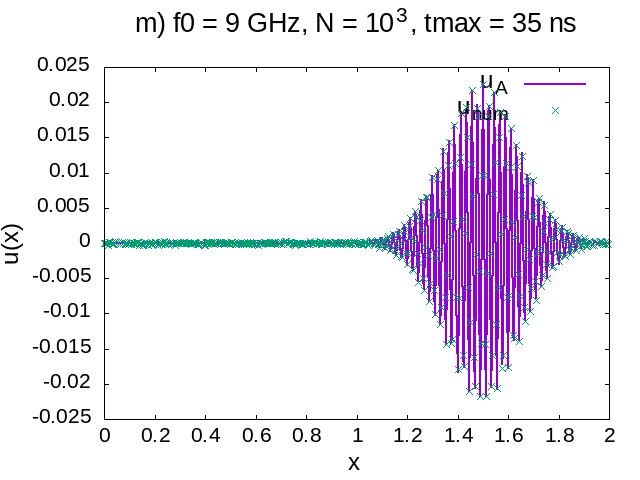 m) f0 = 9 GHz, N = 10³, tmax = 35 ns
0.025
0.02
0.015
0.01
0.005
0
-0.005
-0.01
-0.015
-0.02
-0.025
u(x)
u_A
u_num
0 0.2 0.4 0.6 0.8 1 1.2 1.4 1.6 1.8 2
x